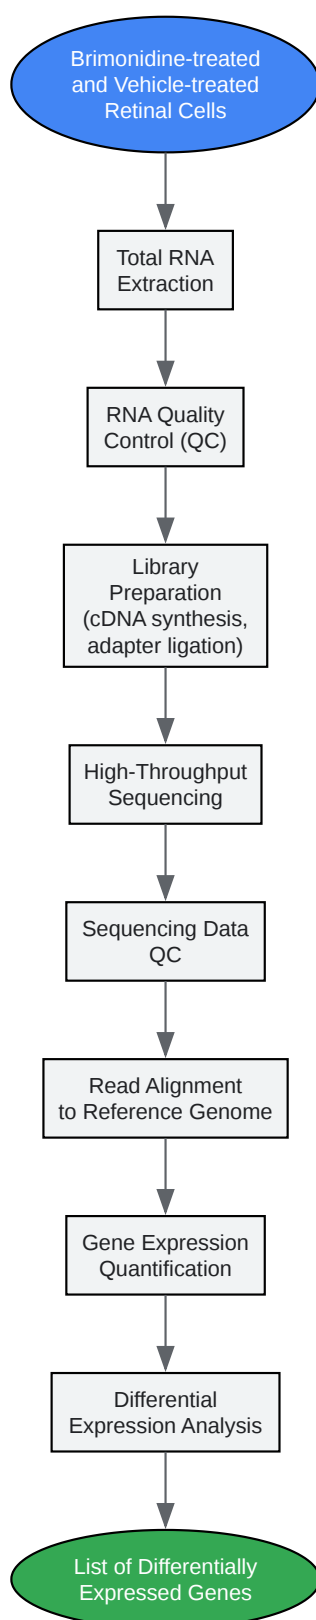 Brimonidine-treated
and Vehicle-treated
Retinal Cells
Total RNA
Extraction
RNA Quality
Control (QC)
Library
Preparation
(cDNA synthesis,
adapter ligation)
High-Throughput
Sequencing
Sequencing Data
QC
Read Alignment
to Reference Genome
Gene Expression
Quantification
Differential
Expression Analysis
List of Differentially
Expressed Genes